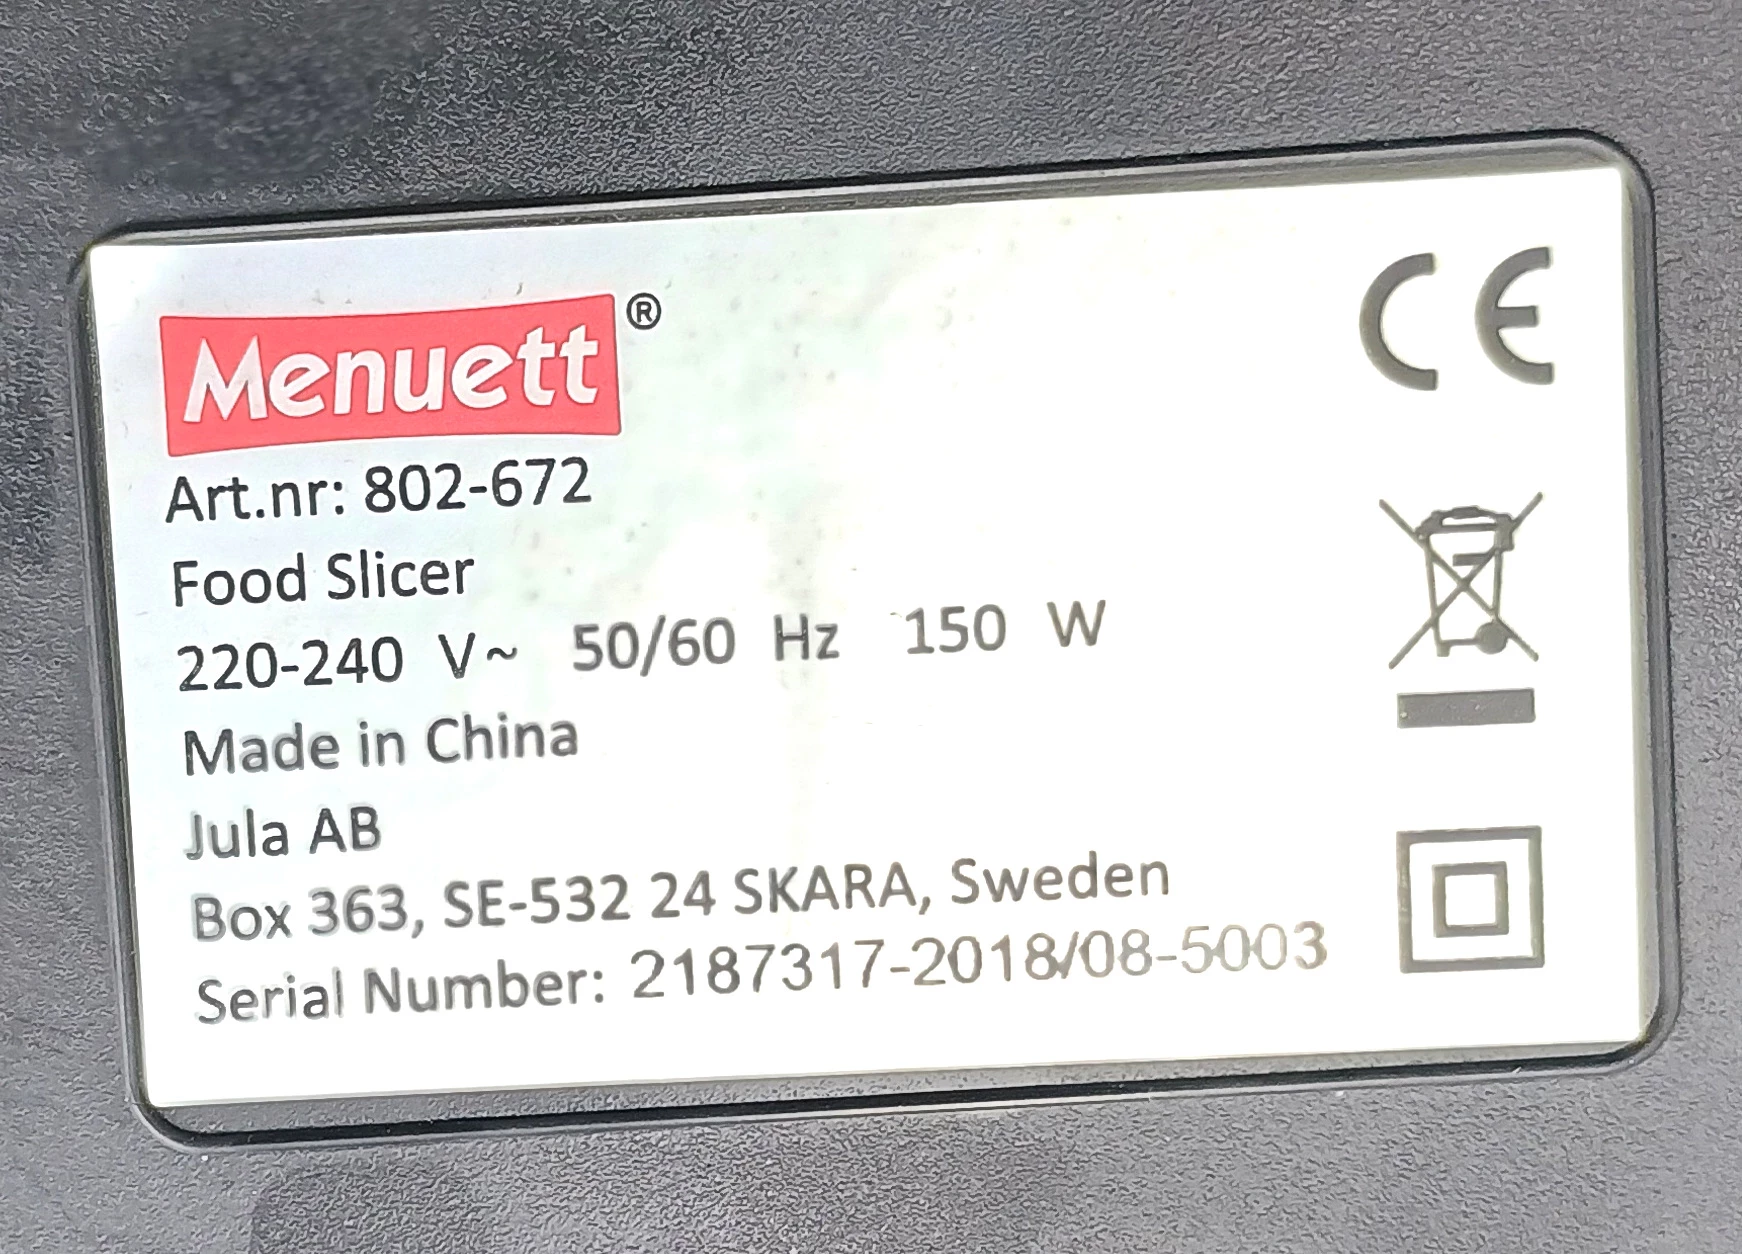 Menuett®
CE
Art.nr: 802-672
Food Slicer
220-240 V~ 50/60 Hz 150 W
Made in China
Jula AB
Box 363, SE-532 24 SKARA, Sweden
Serial Number: 2187317-2018/08-5003